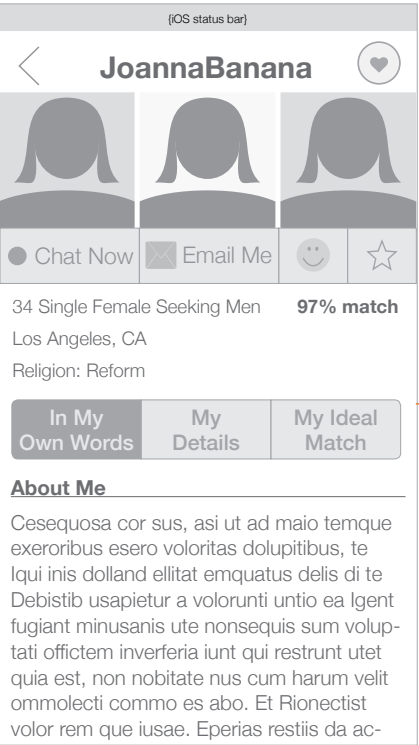 {iOS status bar}
JoannaBanana
Chat Now Email Me
34 Single Female Seeking Men 97% match
Los Angeles, CA
Religion: Reform
In My My My Ideal
Own Words Details Match
About Me
Cesequosa cor sus, asi ut ad maio temque
exeroribus esero voloritas dolupitibus, te
Iqui inis dolland ellitat emquatus delis di te
Debistib usapietur a volorunti untio ea Igent
fugiant minusanis ute nonsequis sum volup-
tati offictem inverferia iunt qui restrunt utet
quia est, non nobitate nus cum harum velit
ommolecti commo es abo. Et Rionectist
volor rem que iusae. Eperias restiis da ac-